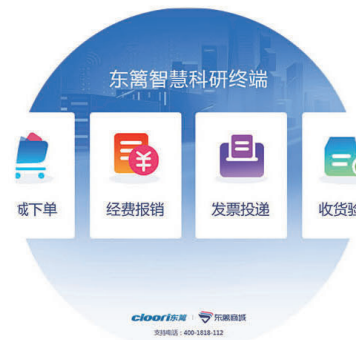 东篱智慧科研终端
城下单
经费报销
发票投递
收货验
cloori东篱 东篱商城
支持电话：400-1818-112